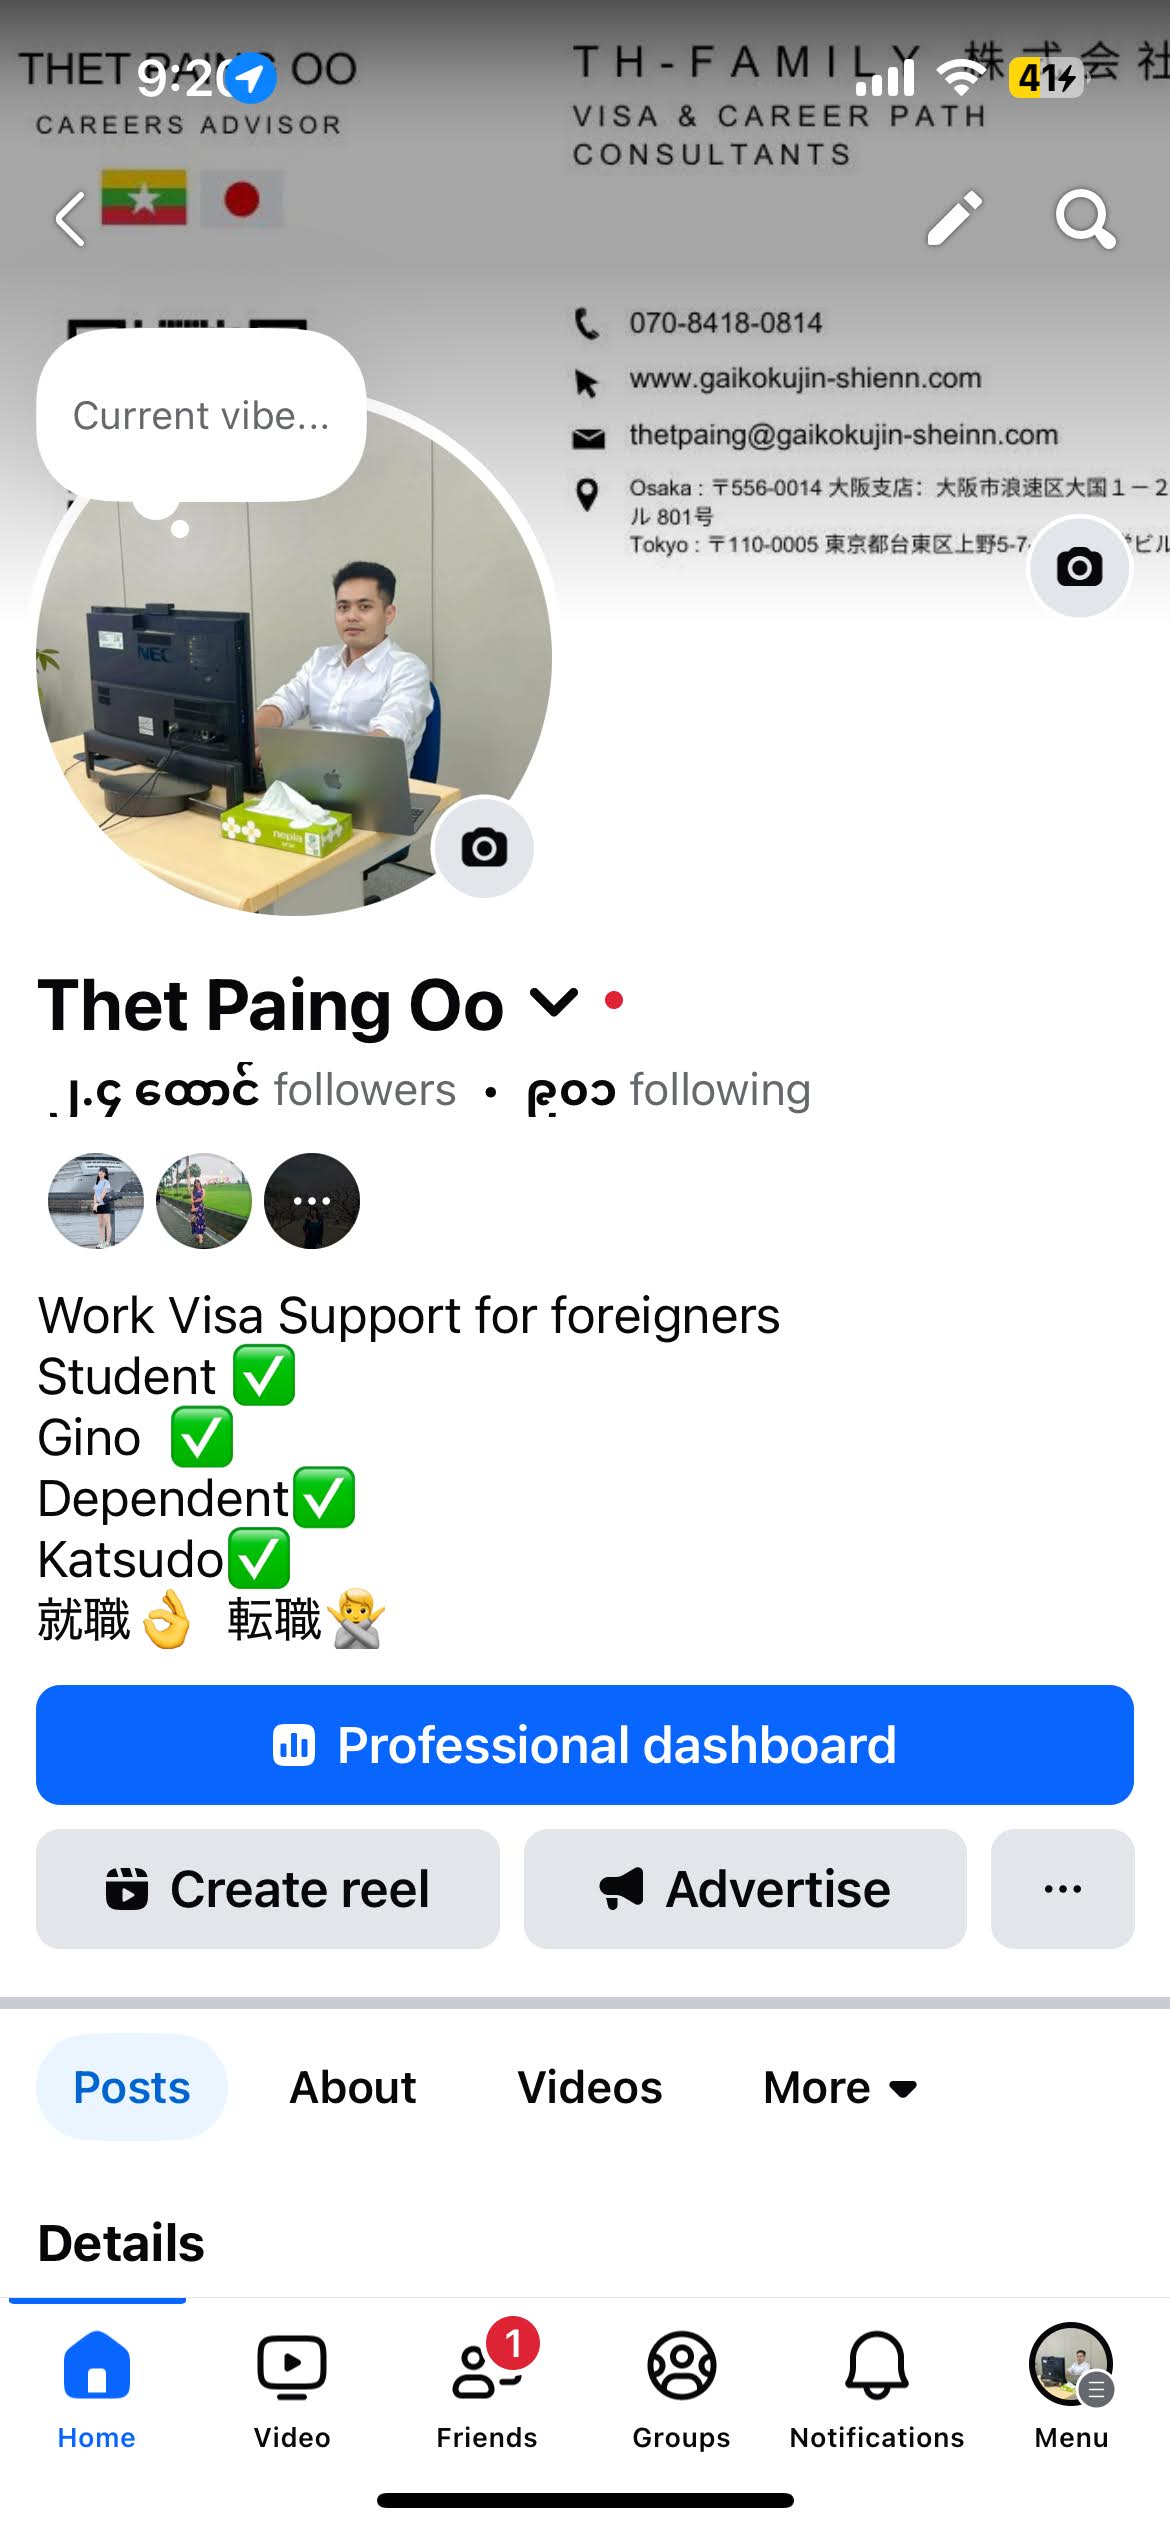 THET PAING OO
CAREERS ADVISOR
TH-FAMILY 株式会社
VISA & CAREER PATH
CONSULTANTS
41
070-8418-0814
www.gaikokujin-shienn.com
thetpaing@gaikokujin-sheinn.com
Osaka : 〒556-0014 大阪支店：大阪市浪速区大国１－２
ル 801号
Tokyo : 〒110-0005 東京都台東区上野5-7-
ビル
Current vibe...
NEC
nepia
Thet Paing Oo
၂.၄ ထောင် followers • ၉၀၁ following
Work Visa Support for foreigners
Student ✅
Gino ✅
Dependent✅
Katsudo✅
就職👌 転職🙅
Professional dashboard
Create reel
Advertise
Posts
About
Videos
More
Details
1
Home
Video
Friends
Groups
Notifications
Menu